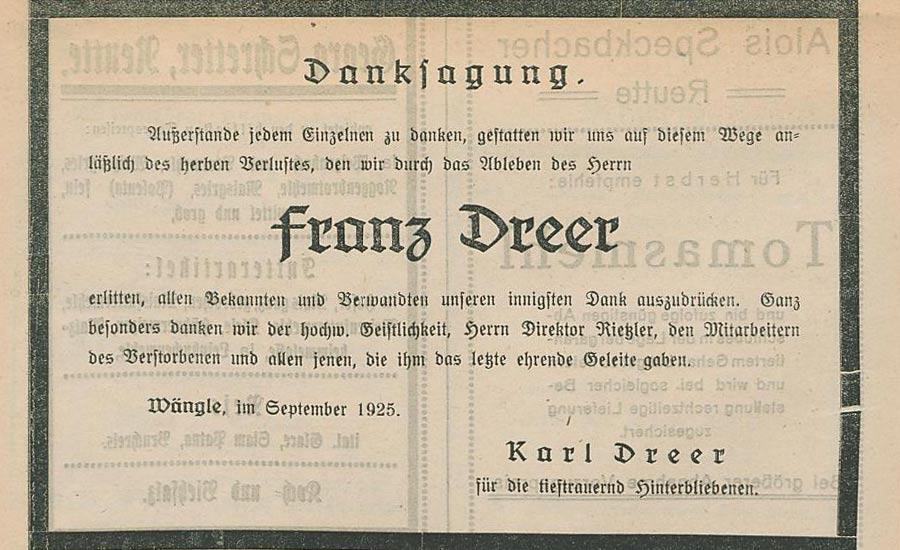 Danksagung.
Außerstande jedem Einzelnen zu danken, gestatten wir uns auf diesem Wege an-
läßlich des herben Verlustes, den wir durch das Ableben des Herrn
Franz Dreer
erlitten, allen Bekannten und Verwandten unseren innigsten Dank auszudrücken. Ganz
besonders danken wir der hochw. Geistlichkeit, Herrn Direktor Rietzler, den Mitarbeitern
des Verstorbenen und allen jenen, die ihm das letzte ehrende Geleite gaben.
Wängle, im September 1925.
Karl Dreer
für die tieftrauernd Hinterbliebenen.